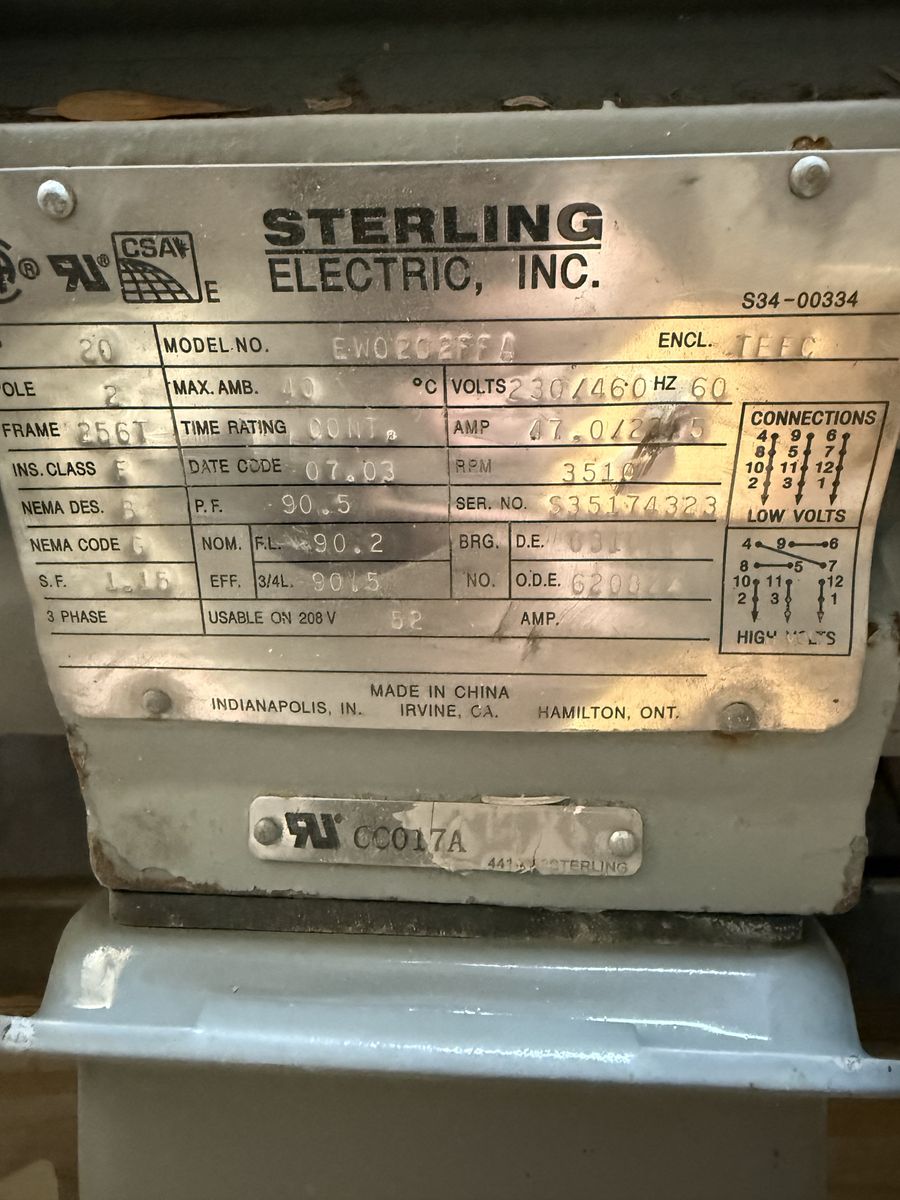 STERLING
ELECTRIC, INC.
CSA
E
S34-00334
20 MODEL NO. ENCL. TEFC
2 MAX. AMB. 40 °C VOLTS 230/460 HZ 60
FRAME 256T TIME RATING CONT. AMP 47.0/
INS. CLASS F DATE CODE 07.03 RPM 3510
NEMA DES. B P.F. 90.5 SER. NO. S35174323
NEMA CODE G NOM. F.L. 90.2 BRG. D.E.
S.F. 1.15 EFF. 3/4L. 90.5 NO. O.D.E.
3 PHASE USABLE ON 208 V 52 AMP.
CONNECTIONS
4 9 6
7 8 5
10 11 12
2 3 1
LOW VOLTS
4 9 6
8 5 7
10 11 12
2 3 1
MADE IN CHINA
INDIANAPOLIS, IN. IRVINE, CA. HAMILTON, ONT.
CC017A
STERLING